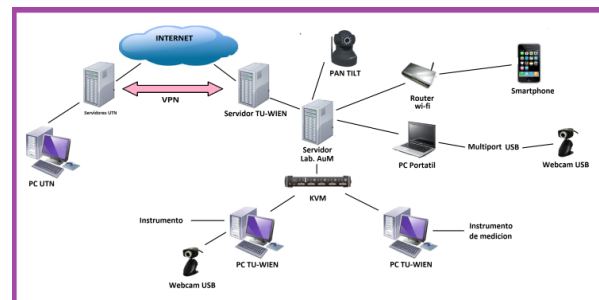 INTERNET
PAN TILT
Servidores UTN
VPN
Servidor TU-WIEN
Router
wi-fi
Smartphone
PC UTN
Servidor
Lab. AuM
PC Portatil
Multiport USB
Webcam USB
KVM
Instrumento
PC TU-WIEN
Webcam USB
PC TU-WIEN
Instrumento
de medicion